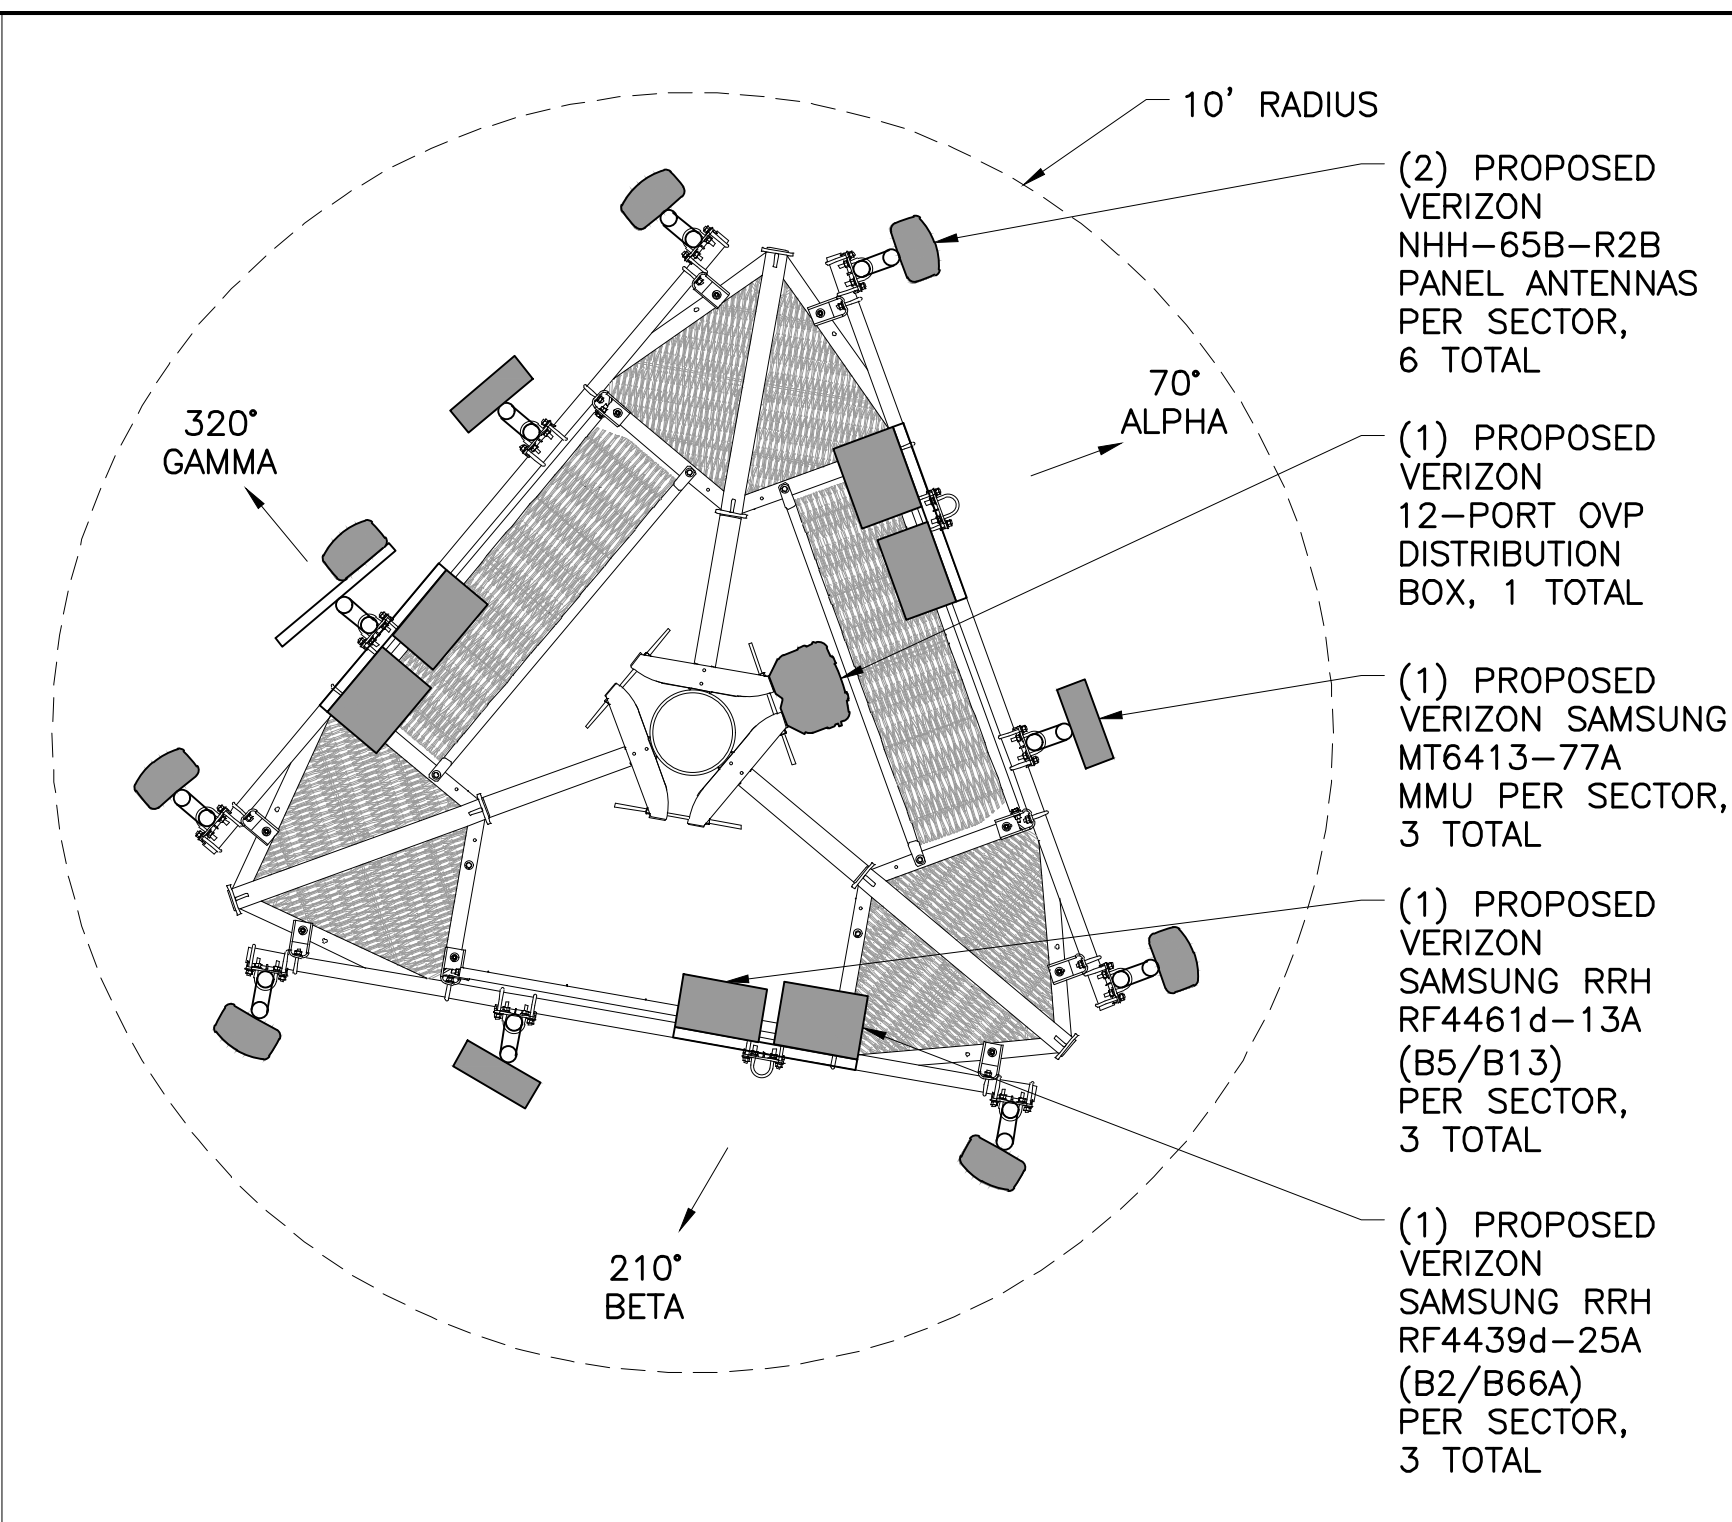 10' RADIUS
(2) PROPOSED
VERIZON
NHH-65B-R2B
PANEL ANTENNAS
PER SECTOR,
6 TOTAL
70°
ALPHA
320°
GAMMA
(1) PROPOSED
VERIZON
12-PORT OVP
DISTRIBUTION
BOX, 1 TOTAL
(1) PROPOSED
VERIZON SAMSUNG
MT6413-77A
MMU PER SECTOR,
3 TOTAL
(1) PROPOSED
VERIZON
SAMSUNG RRH
RF4461d-13A
(B5/B13)
PER SECTOR,
3 TOTAL
210°
BETA
(1) PROPOSED
VERIZON
SAMSUNG RRH
RF4439d-25A
(B2/B66A)
PER SECTOR,
3 TOTAL